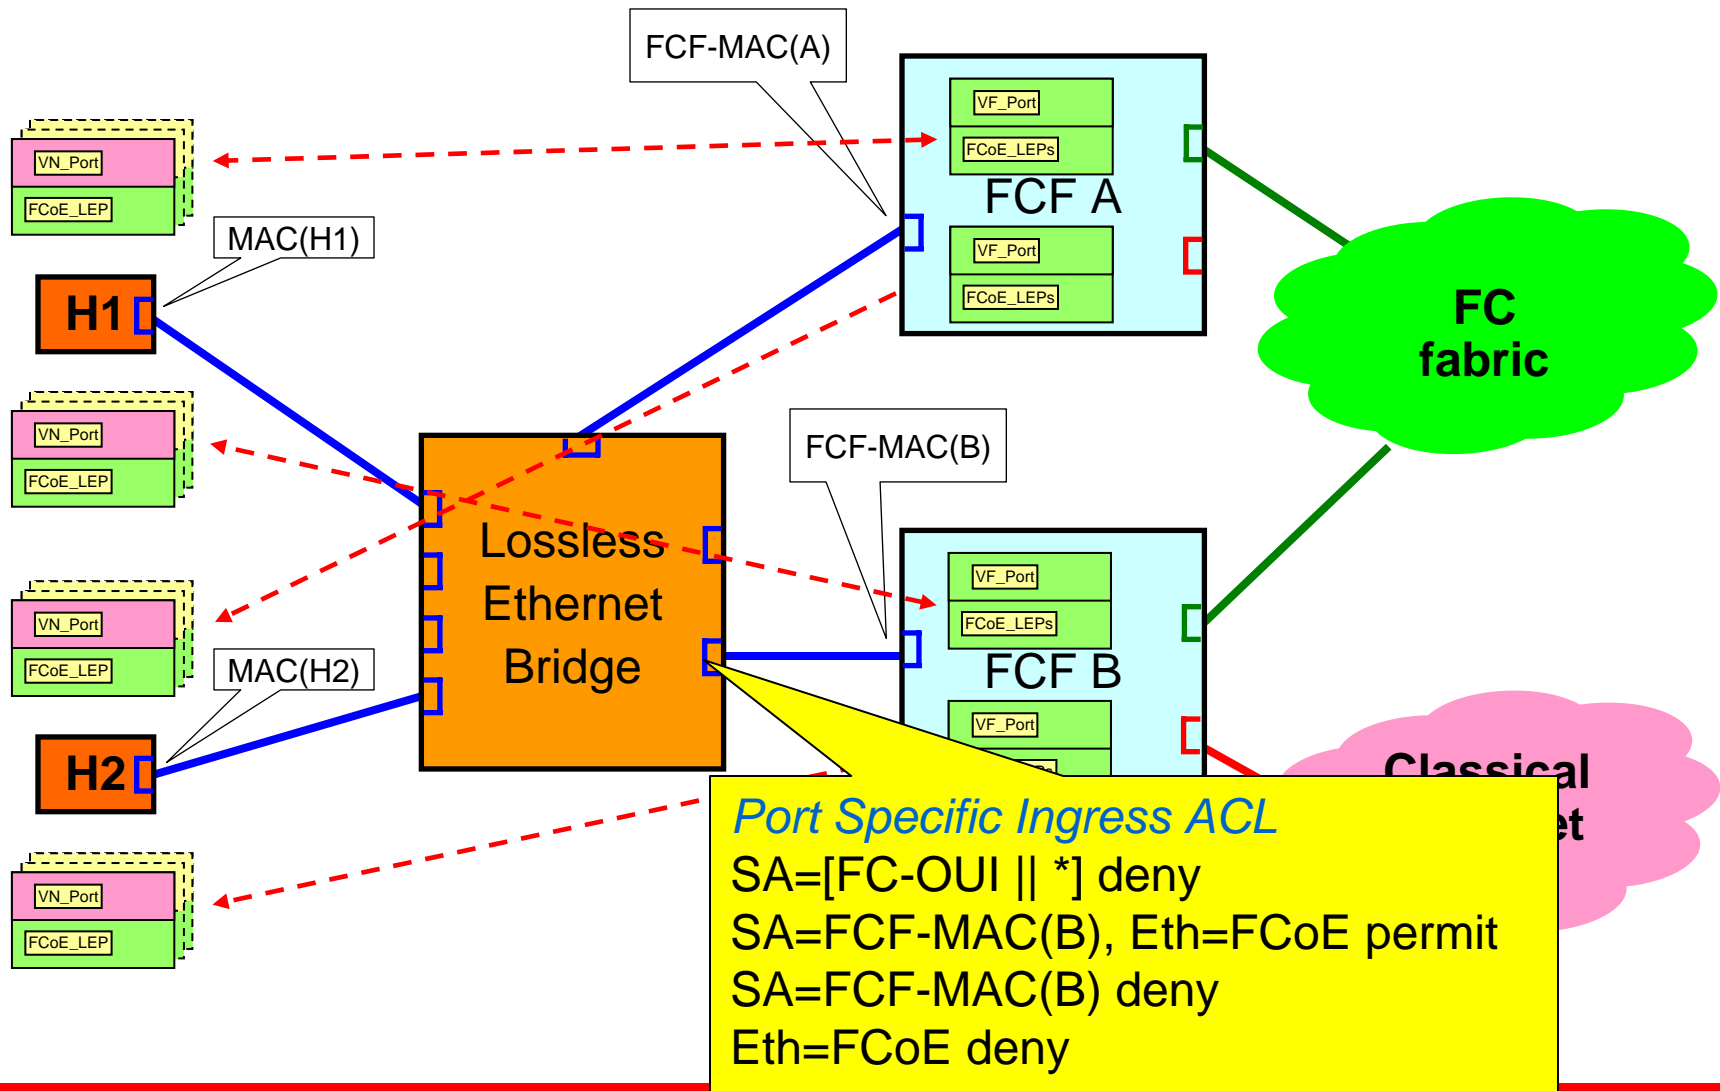 FCF-MAC(A)
VF_Port
FCoE_LEPs
FCF A
VF_Port
FCoE_LEPs
VN_Port
FCoE_LEP
MAC(H1)
H1
FC
fabric
VN_Port
FCoE_LEP
FCF-MAC(B)
Lossless
Ethernet
Bridge
VF_Port
FCoE_LEPs
FCF B
VF_Port
VN_Port
FCoE_LEP
MAC(H2)
H2
Classical
VN_Port
FCoE_LEP
Port Specific Ingress ACL
SA=[FC-OUI || *] deny
SA=FCF-MAC(B), Eth=FCoE permit
SA=FCF-MAC(B) deny
Eth=FCoE deny